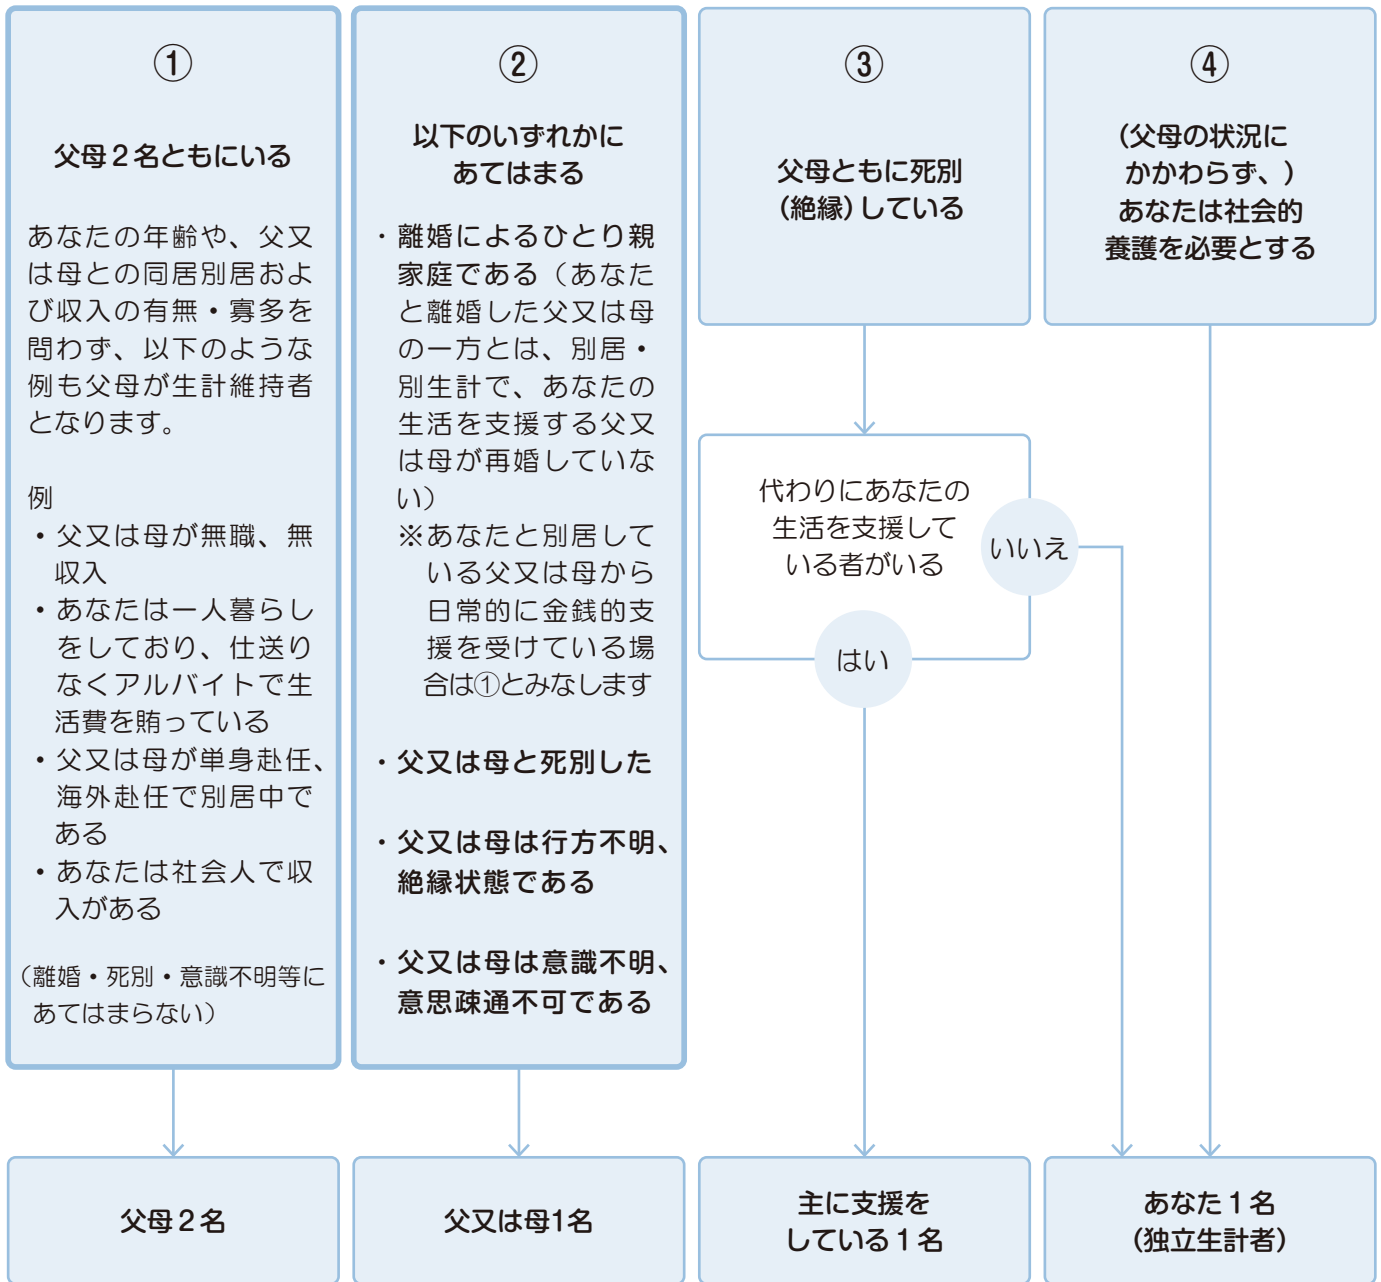 ①
父母２名ともにいる
あなたの年齢や、父又
は母との同居別居およ
び収入の有無・寡多を
問わず、以下のような
例も父母が生計維持者
となります。
例
・父又は母が無職、無
収入
・あなたは一人暮らし
をしており、仕送り
なくアルバイトで生
活費を賄っている
・父又は母が単身赴任、
海外赴任で別居中で
ある
・あなたは社会人で収
入がある
（離婚・死別・意識不明等に
あてはまらない）
父母２名
②
以下のいずれかに
あてはまる
・離婚によるひとり親
家庭である（あなた
と離婚した父又は母
の一方とは、別居・
別生計で、あなたの
生活を支援する父又
は母が再婚していな
い）
※あなたと別居して
いる父又は母から
日常的に金銭的支
援を受けている場
合は①とみなします
・父又は母と死別した
・父又は母は行方不明、
絶縁状態である
・父又は母は意識不明、
意思疎通不可である
父又は母1名
③
父母ともに死別
（絶縁）している
代わりにあなたの
生活を支援して
いる者がいる
いいえ
はい
主に支援を
している１名
④
（父母の状況に
かかわらず、）
あなたは社会的
養護を必要とする
あなた１名
（独立生計者）